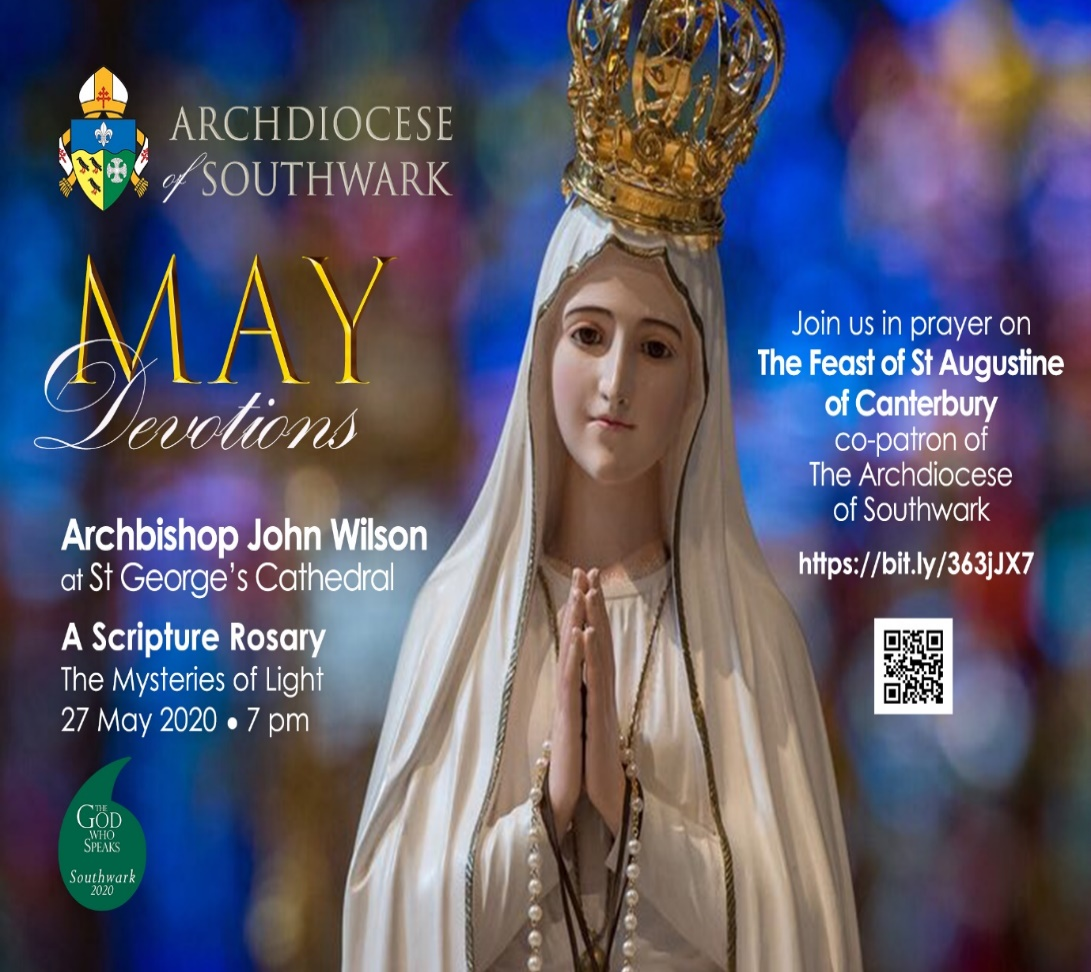 ARCHDIOCESE
of SOUTHWARK
MAY
Devotions
Archbishop John Wilson
at St George's Cathedral
A Scripture Rosary
The Mysteries of Light
27 May 2020 • 7 pm
THE
GOD
WHO
SPEAKS
Southwark
2020
Join us in prayer on
The Feast of St Augustine
of Canterbury
co-patron of
The Archdiocese
of Southwark
https://bit.ly/363jJX7